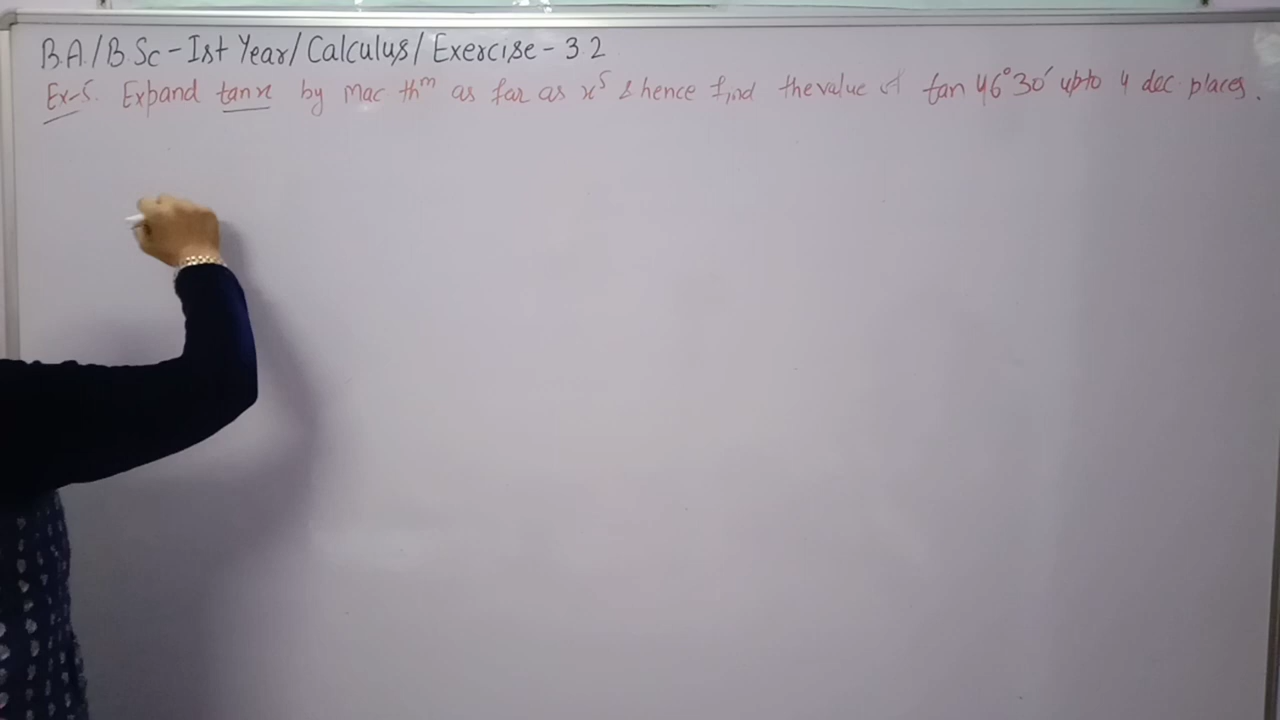 B.A./B.Sc-Ist Year/Calculus/Exercise-3.2
Ex-5. Expand tanx by Mac thᵐ as far as x⁵ & hence find the value of tan 46°30′ upto 4 dec. places.